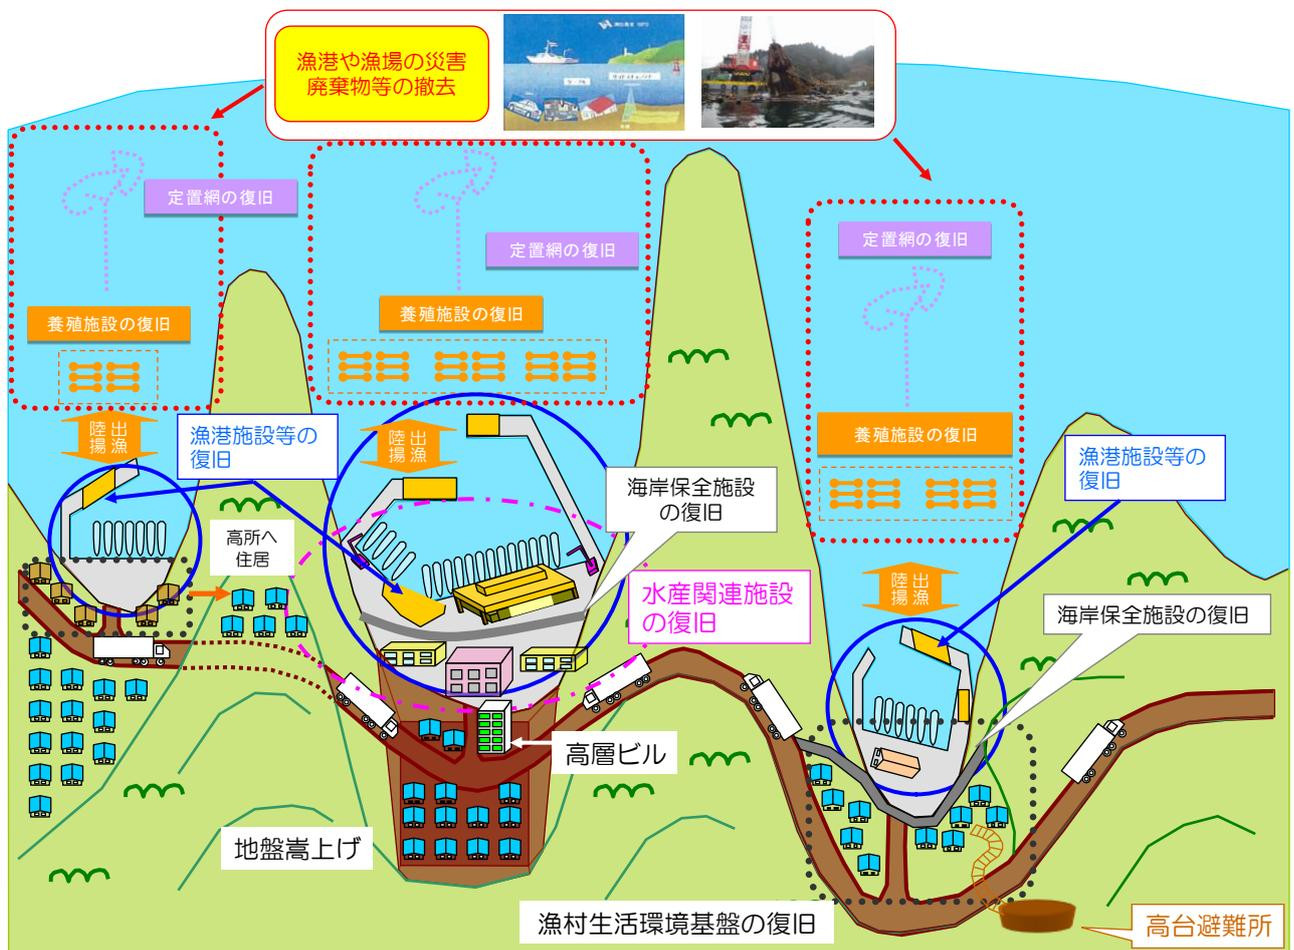 漁港や漁場の災害
廃棄物等の撤去
定置網の復旧
定置網の復旧
定置網の復旧
養殖施設の復旧
養殖施設の復旧
養殖施設の復旧
出漁
陸揚
漁港施設等の
復旧
出漁
陸揚
海岸保全施設
の復旧
漁港施設等の
復旧
高所へ
住居
出漁
陸揚
水産関連施設
の復旧
海岸保全施設の復旧
高層ビル
地盤嵩上げ
漁村生活環境基盤の復旧
高台避難所